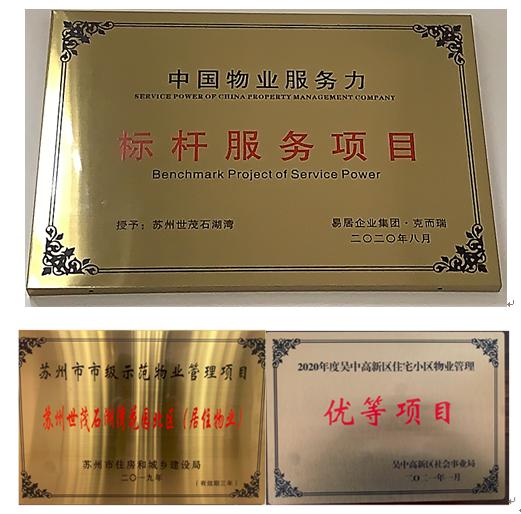 中国物业服务力
SERVICE POWER OF CHINA PROPERTY MANAGEMENT COMPANY
标杆服务项目
Benchmark Project of Service Power
授予：苏州世茂石湖湾
易居企业集团·克而瑞
二〇二〇年八月
苏州市市级示范物业管理项目
苏州世茂石湖湾花园北区（居住物业）
苏州市住房和城乡建设局
二〇一九年
（有效期三年）
2020年度吴中高新区住宅小区物业管理
优等项目
吴中高新区社会事业局
二〇二一年一月